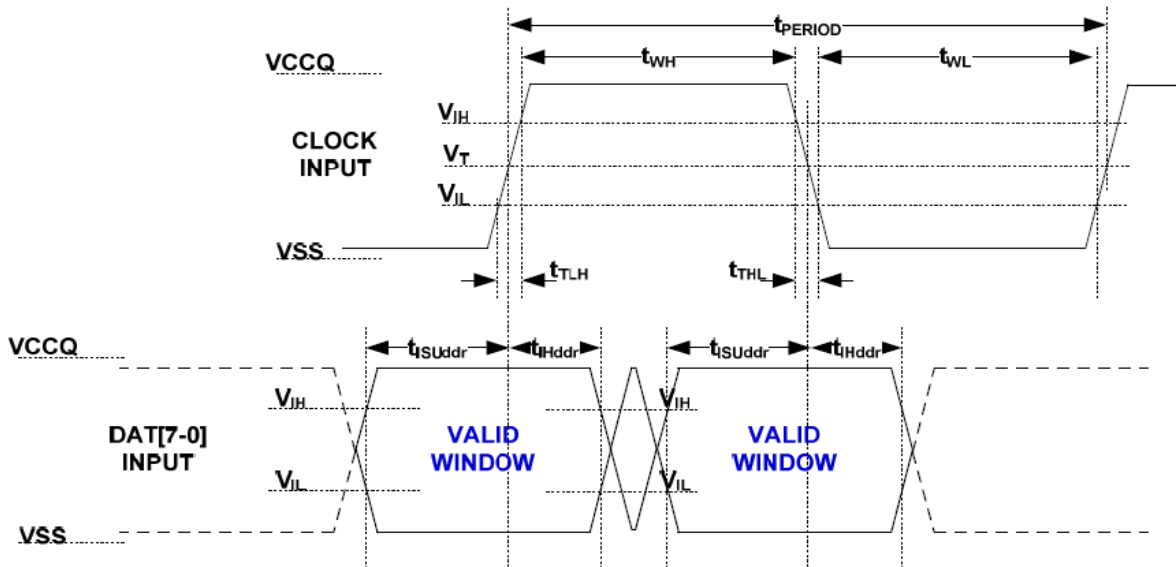 tPERIOD
VCCQ
tWH
tWL
VIH
CLOCK
INPUT
VT
VIL
VSS
tTLH
tTHL
VCCQ
tISUddr
tIHddr
tISUddr
tIHddr
VIH
VIH
DAT[7-0]
INPUT
VALID
WINDOW
VALID
WINDOW
VIL
VIL
VSS